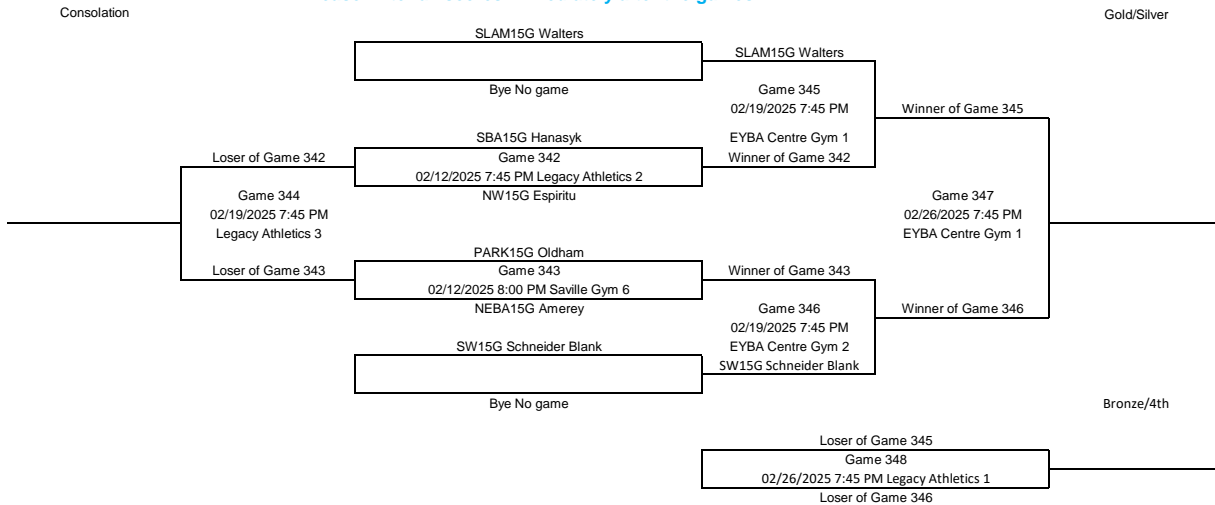 Consolation
Gold/Silver
SLAM15G Walters
SLAM15G Walters
Bye No game
Game 345
02/19/2025 7:45 PM
Winner of Game 345
SBA15G Hanasyk
EYBA Centre Gym 1
Loser of Game 342
Game 342
Winner of Game 342
02/12/2025 7:45 PM Legacy Athletics 2
Game 344
NW15G Espiritu
Game 347
02/19/2025 7:45 PM
02/26/2025 7:45 PM
Legacy Athletics 3
EYBA Centre Gym 1
PARK15G Oldham
Loser of Game 343
Game 343
Winner of Game 343
02/12/2025 8:00 PM Saville Gym 6
NEBA15G Amerey
Game 346
Winner of Game 346
02/19/2025 7:45 PM
SW15G Schneider Blank
EYBA Centre Gym 2
SW15G Schneider Blank
Bye No game
Bronze/4th
Loser of Game 345
Game 348
02/26/2025 7:45 PM Legacy Athletics 1
Loser of Game 346